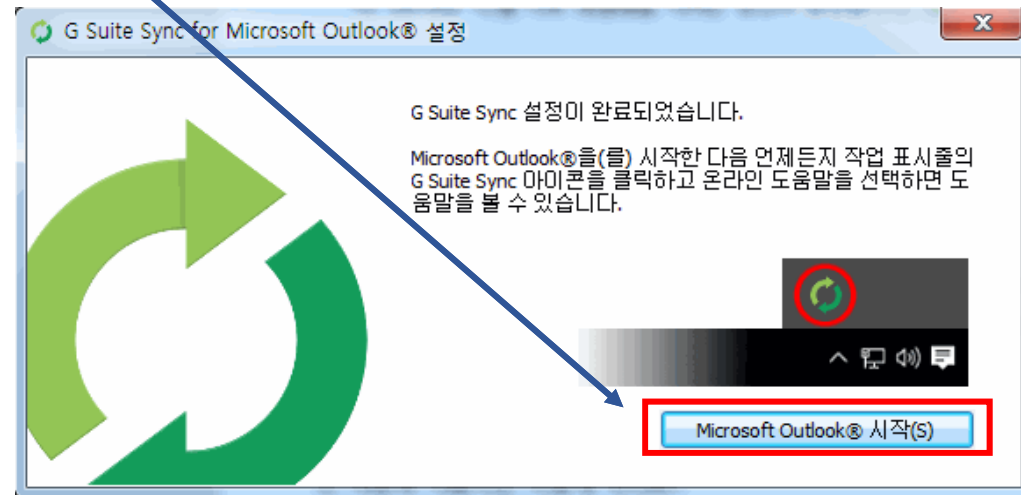 G Suite Sync for Microsoft Outlook® 설정
G Suite Sync 설정이 완료되었습니다.
Microsoft Outlook®을(를) 시작한 다음 언제든지 작업 표시줄의
G Suite Sync 아이콘을 클릭하고 온라인 도움말을 선택하면 도
움말을 볼 수 있습니다.
Microsoft Outlook® 시작(S)